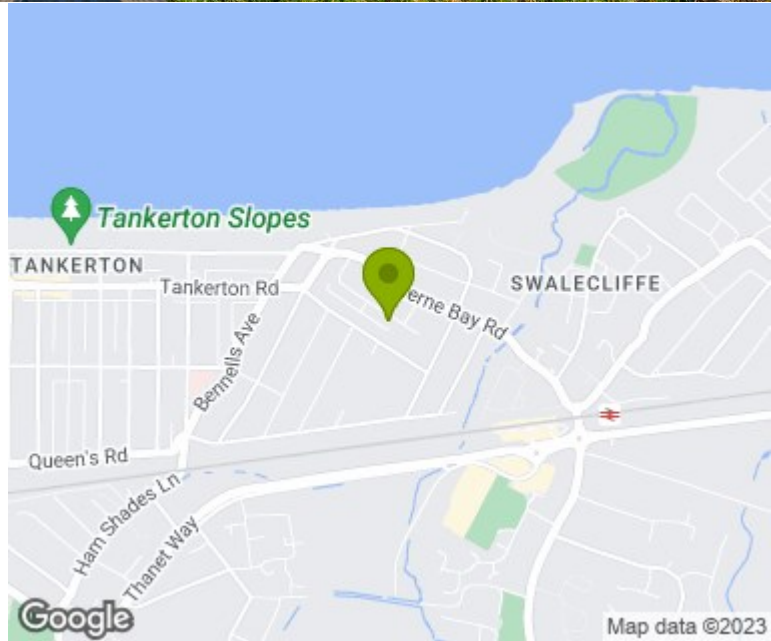 Tankerton Slopes
TANKERTON
Tankerton Rd
erne Bay Rd
SWALECLIFFE
Bennells Ave
Queen's Rd
Ham Shades Ln
Thanet Way
Google
Map data ©2023